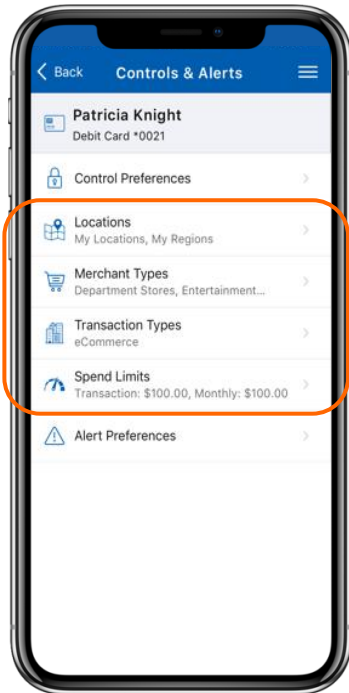 Back Controls & Alerts
Patricia Knight
Debit Card *0021
Control Preferences
Locations
My Locations, My Regions
Merchant Types
Department Stores, Entertainment...
Transaction Types
eCommerce
Spend Limits
Transaction: $100.00, Monthly: $100.00
Alert Preferences